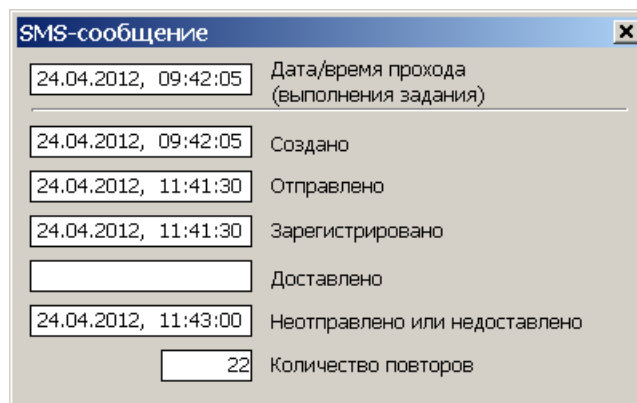 SMS-сообщение
24.04.2012, 09:42:05 Дата/время прохода
(выполнения задания)
24.04.2012, 09:42:05 Создано
24.04.2012, 11:41:30 Отправлено
24.04.2012, 11:41:30 Зарегистрировано
Доставлено
24.04.2012, 11:43:00 Неотправлено или недоставлено
22 Количество повторов